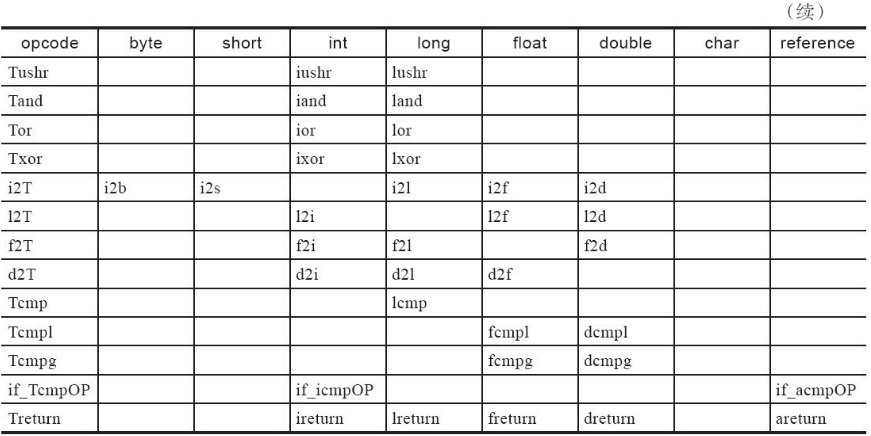 （续）
opcode byte short int long float double char reference
Tushr iushr lushr
Tand iand land
Tor ior lor
Txor ixor lxor
i2T i2b i2s i2l i2f i2d
l2T l2i l2f l2d
f2T f2i f2l f2d
d2T d2i d2l d2f
Tcmp lcmp
Tcmpl fcmpl dcmpl
Tcmpg fcmpg dcmpg
if_TcmpOP if_icmpOP if_acmpOP
Treturn ireturn lreturn freturn dreturn areturn